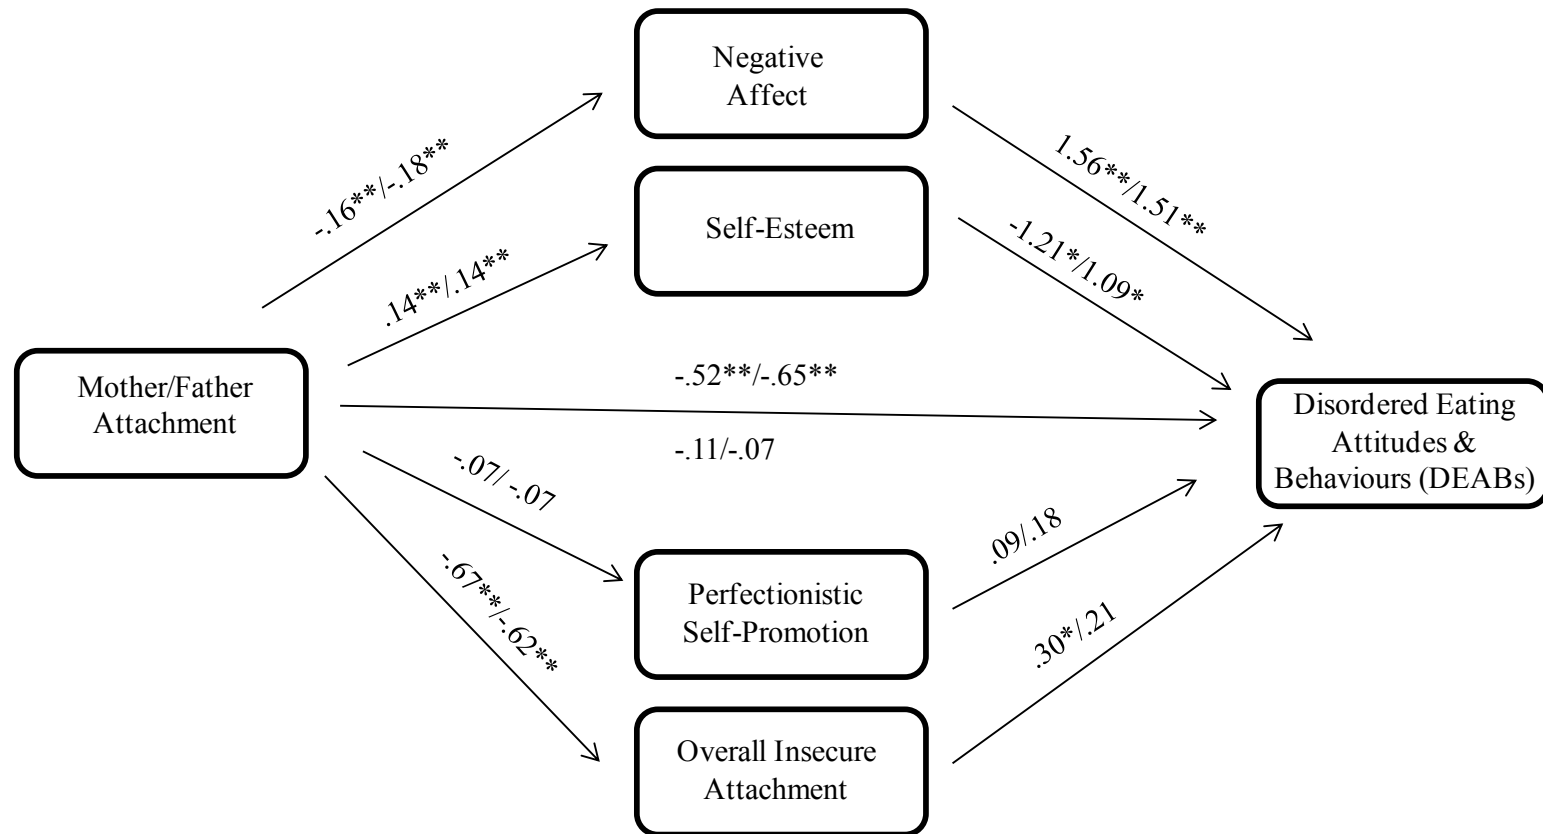 Negative
Affect
-.16**/-.18**
1.56**/1.51**
Self-Esteem
.14**/.14**
-1.21*/1.09*
Mother/Father
Attachment
-.52**/-.65**
-.11/-.07
Disordered Eating
Attitudes &
Behaviours (DEABs)
-.07/ -.07
.09/.18
Perfectionistic
Self-Promotion
-.67**/-.62**
.30*/.21
Overall Insecure
Attachment